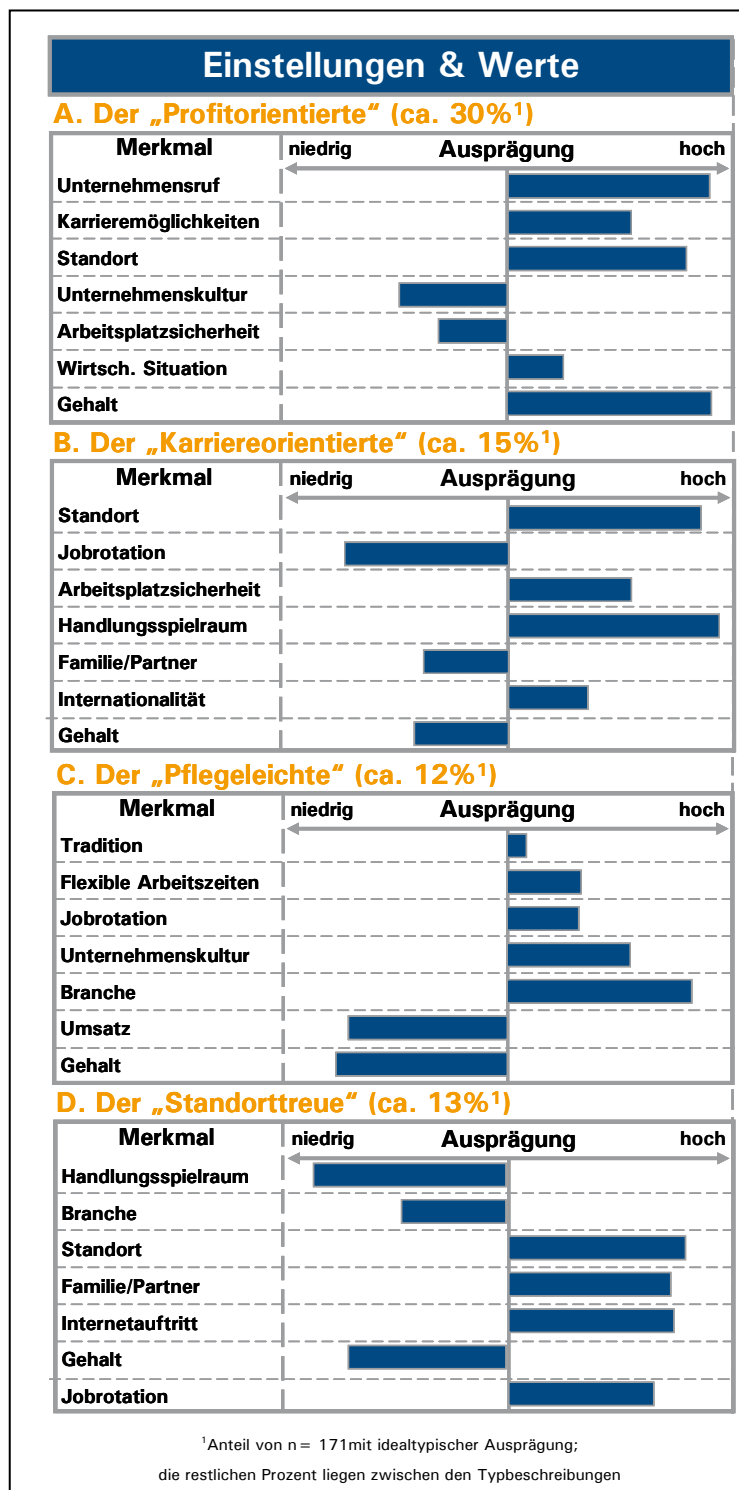 Einstellungen & Werte
A. Der „Profitorientierte“ (ca. 30%¹)
Merkmal niedrig Ausprägung hoch
Unternehmensruf
Karrieremöglichkeiten
Standort
Unternehmenskultur
Arbeitsplatzsicherheit
Wirtsch. Situation
Gehalt
B. Der „Karriereorientierte“ (ca. 15%¹)
Merkmal niedrig Ausprägung hoch
Standort
Jobrotation
Arbeitsplatzsicherheit
Handlungsspielraum
Familie/Partner
Internationalität
Gehalt
C. Der „Pflegeleichte“ (ca. 12%¹)
Merkmal niedrig Ausprägung hoch
Tradition
Flexible Arbeitszeiten
Jobrotation
Unternehmenskultur
Branche
Umsatz
Gehalt
D. Der „Standorttreue“ (ca. 13%¹)
Merkmal niedrig Ausprägung hoch
Handlungsspielraum
Branche
Standort
Familie/Partner
Internetauftritt
Gehalt
Jobrotation
¹Anteil von n = 171mit idealtypischer Ausprägung;
die restlichen Prozent liegen zwischen den Typbeschreibungen